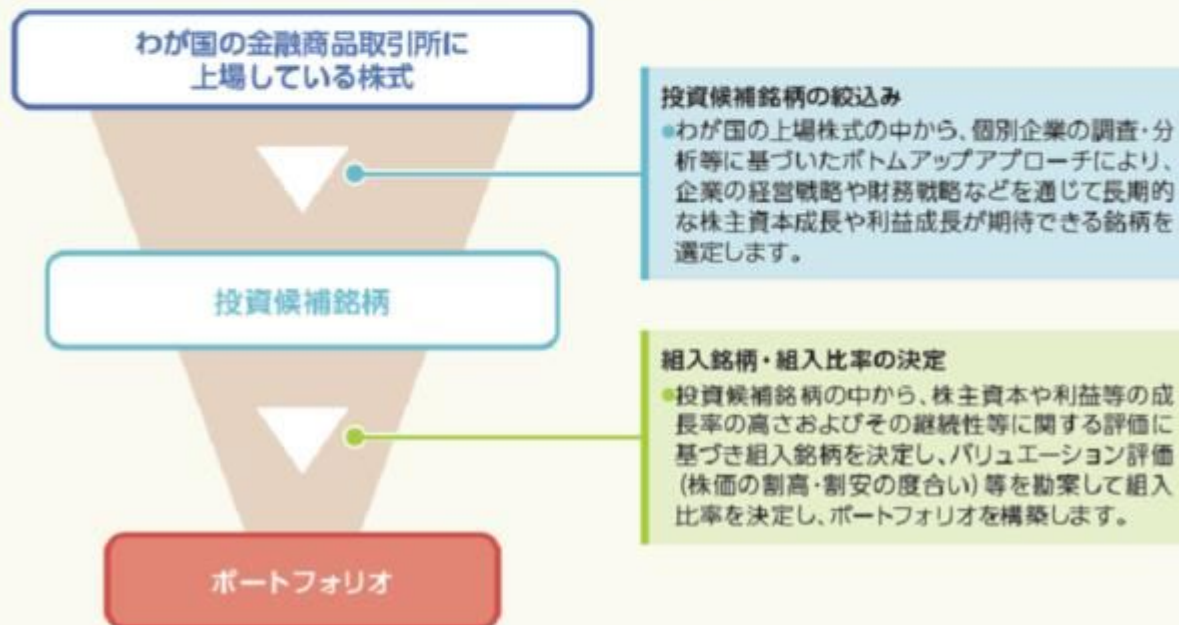 わが国の金融商品取引所に
上場している株式
投資候補銘柄の絞込み
●わが国の上場株式の中から、個別企業の調査・分
析等に基づいたボトムアップアプローチにより、
企業の経営戦略や財務戦略などを通じて長期的
な株主資本成長や利益成長が期待できる銘柄を
選定します。
投資候補銘柄
組入銘柄・組入比率の決定
●投資候補銘柄の中から、株主資本や利益等の成
長率の高さおよびその継続性等に関する評価に
基づき組入銘柄を決定し、バリュエーション評価
(株価の割高・割安の度合い)等を勘案して組入
比率を決定し、ポートフォリオを構築します。
ポートフォリオ